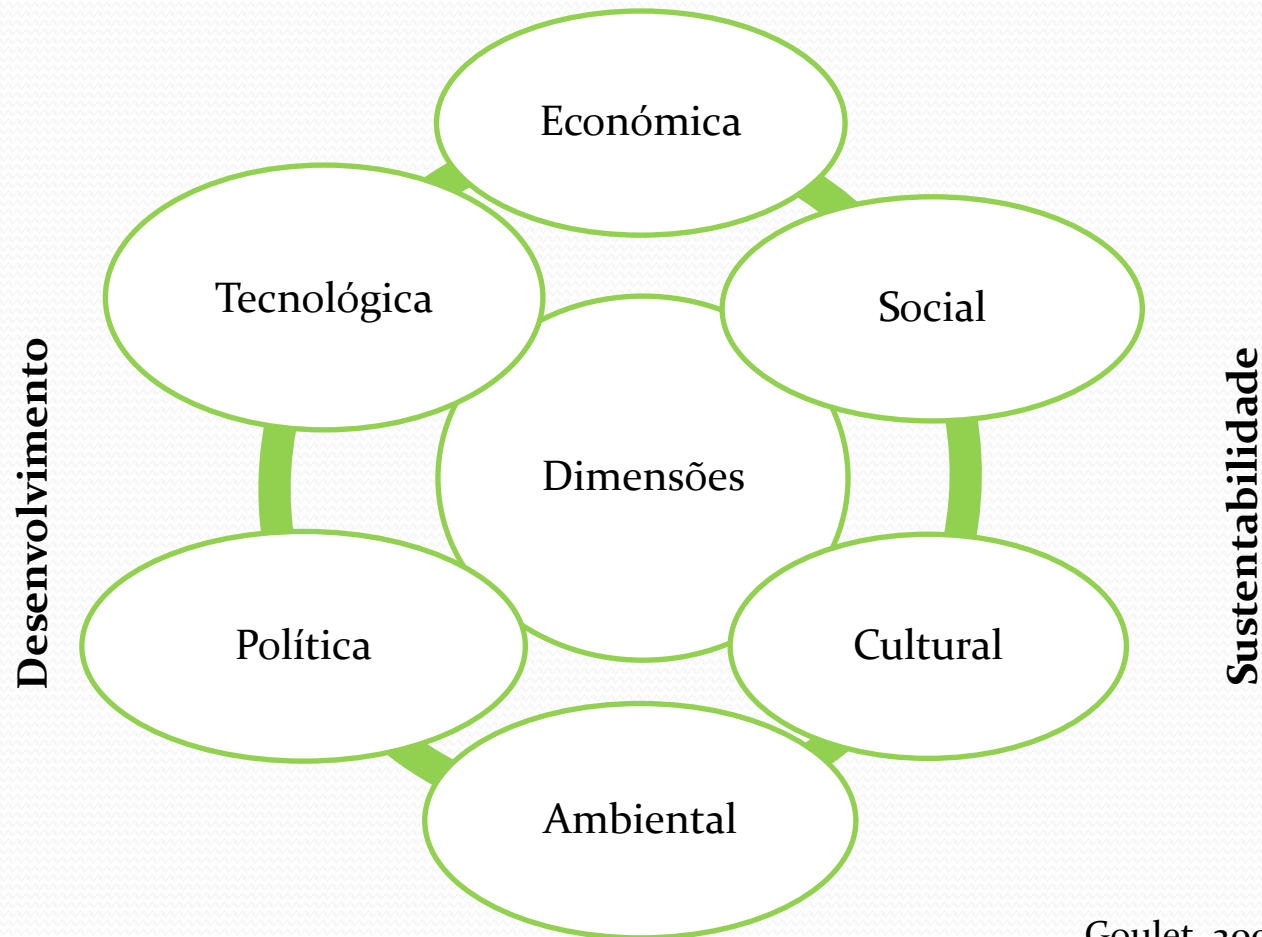 Económica
Tecnológica
Social
Desenvolvimento
Dimensões
Sustentabilidade
Política
Cultural
Ambiental